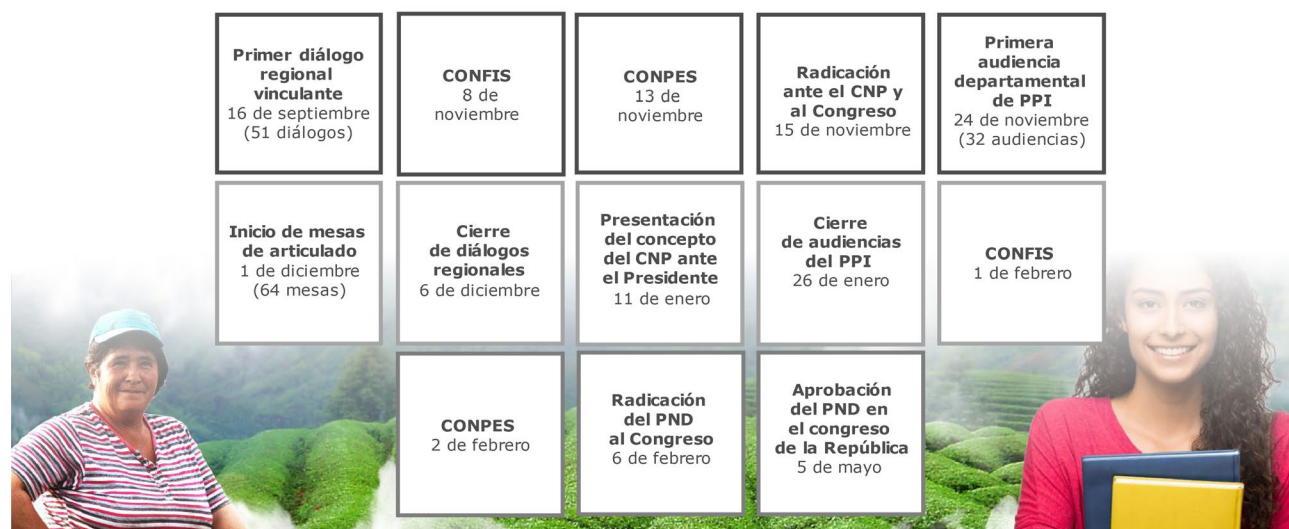 Primer diálogo
regional
vinculante
16 de septiembre
(51 diálogos)
CONFIS
8 de
noviembre
CONPES
13 de
noviembre
Radicación
ante el CNP y
al Congreso
15 de noviembre
Primera
audiencia
departamental
de PPI
24 de noviembre
(32 audiencias)
Inicio de mesas
de articulado
1 de diciembre
(64 mesas)
Cierre
de diálogos
regionales
6 de diciembre
Presentación
del concepto
del CNP ante
el Presidente
11 de enero
Cierre
de audiencias
del PPI
26 de enero
CONFIS
1 de febrero
CONPES
2 de febrero
Radicación
del PND
al Congreso
6 de febrero
Aprobación
del PND en
el congreso
de la República
5 de mayo